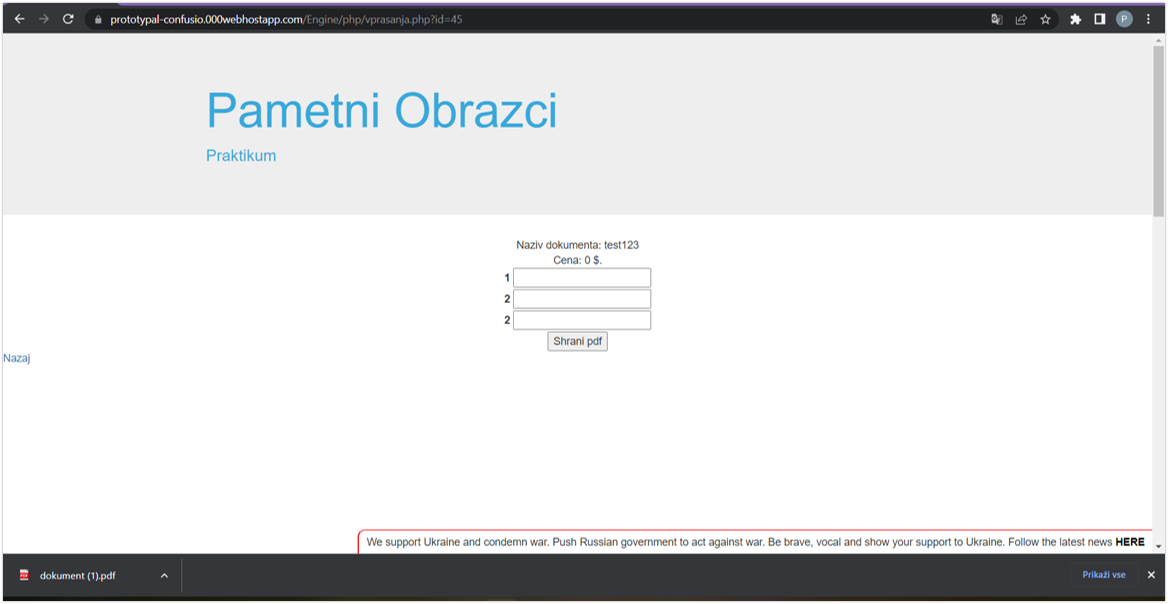 prototypal-confusio.000webhostapp.com/Engine/php/vprasanja.php?id=45
P
Pametni Obrazci
Praktikum
Naziv dokumenta: test123
Cena: 0 $.
1
2
2
Shrani pdf
Nazaj
We support Ukraine and condemn war. Push Russian government to act against war. Be brave, vocal and show your support to Ukraine. Follow the latest news HERE
dokument (1).pdf
Prikaži vse